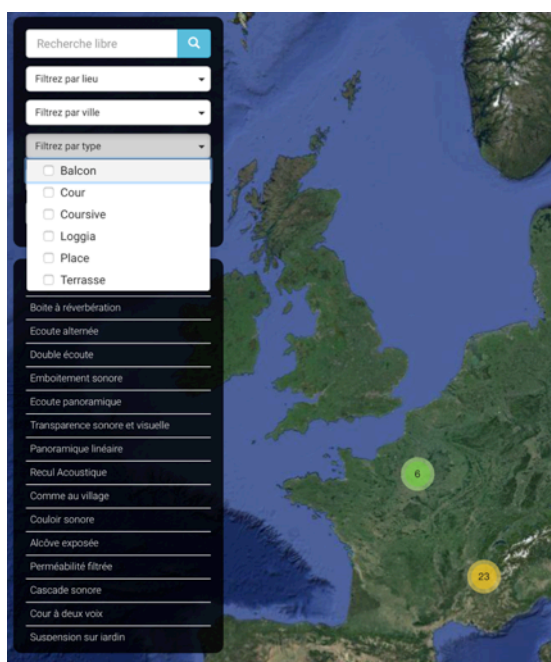 Recherche libre
Filtrez par lieu
Filtrez par ville
Filtrez par type
Balcon
Cour
Coursive
Loggia
Place
Terrasse
Boite à réverbération
Ecoute alternée
Double écoute
Emboitement sonore
Ecoute panoramique
Transparence sonore et visuelle
Panoramique linéaire
Recul Acoustique
Comme au village
Couloir sonore
Alcôve exposée
Perméabilité filtrée
Cascade sonore
Cour à deux voix
Suspension sur jardin
6
23